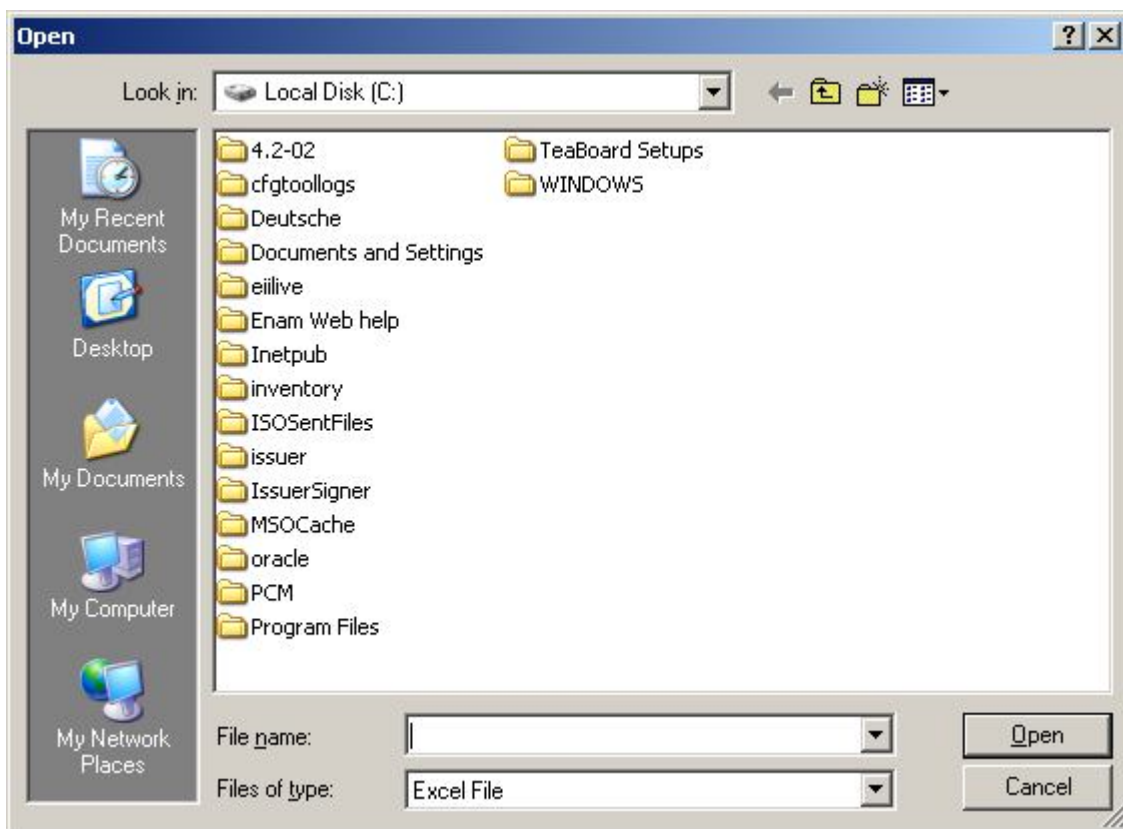 Open
Look in: Local Disk (C:)
My Recent
Documents
Desktop
My Documents
My Computer
My Network
Places
4.2-02
cfgtoollogs
Deutsche
Documents and Settings
eiilive
Enam Web help
Inetpub
inventory
ISOSentFiles
issuer
IssuerSigner
MSOCache
oracle
PCM
Program Files
TeaBoard Setups
WINDOWS
File name:
Open
Files of type: Excel File
Cancel